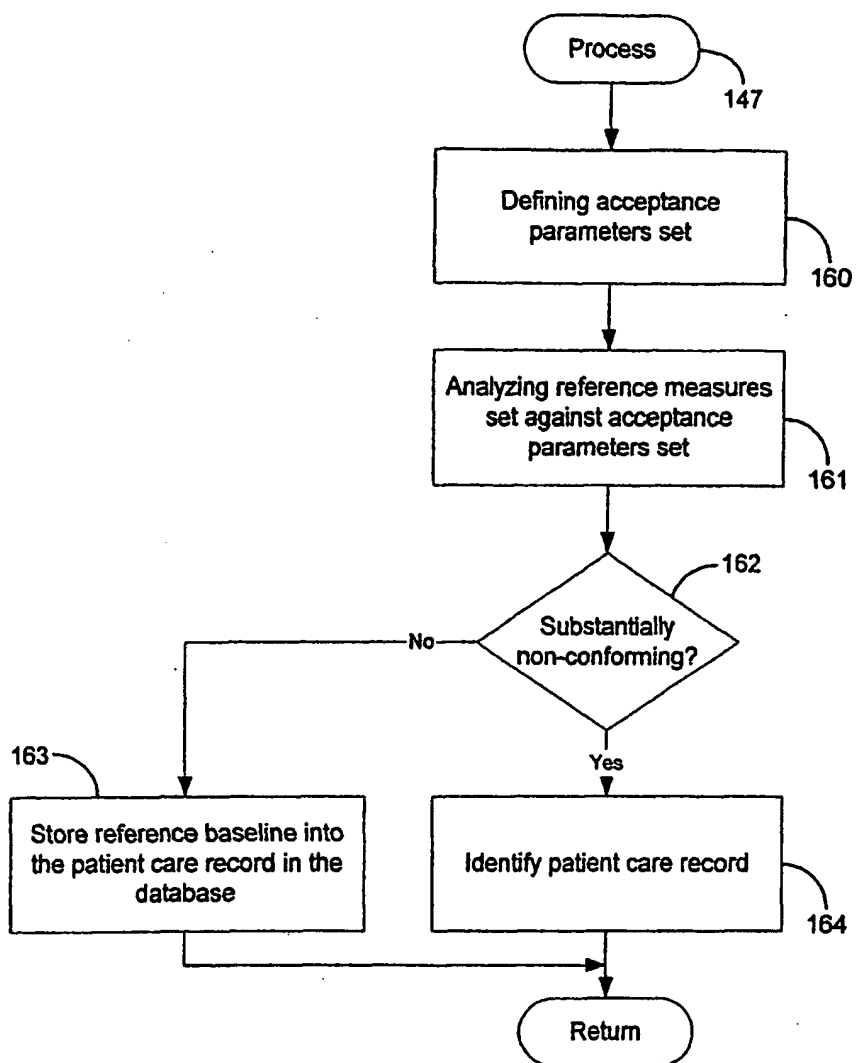 Process
147
Defining acceptance
parameters set
160
Analyzing reference measures
set against acceptance
parameters set
161
162
Substantially
non-conforming?
No
Yes
163
Store reference baseline into
the patient care record in the
database
Identify patient care record
164
Return